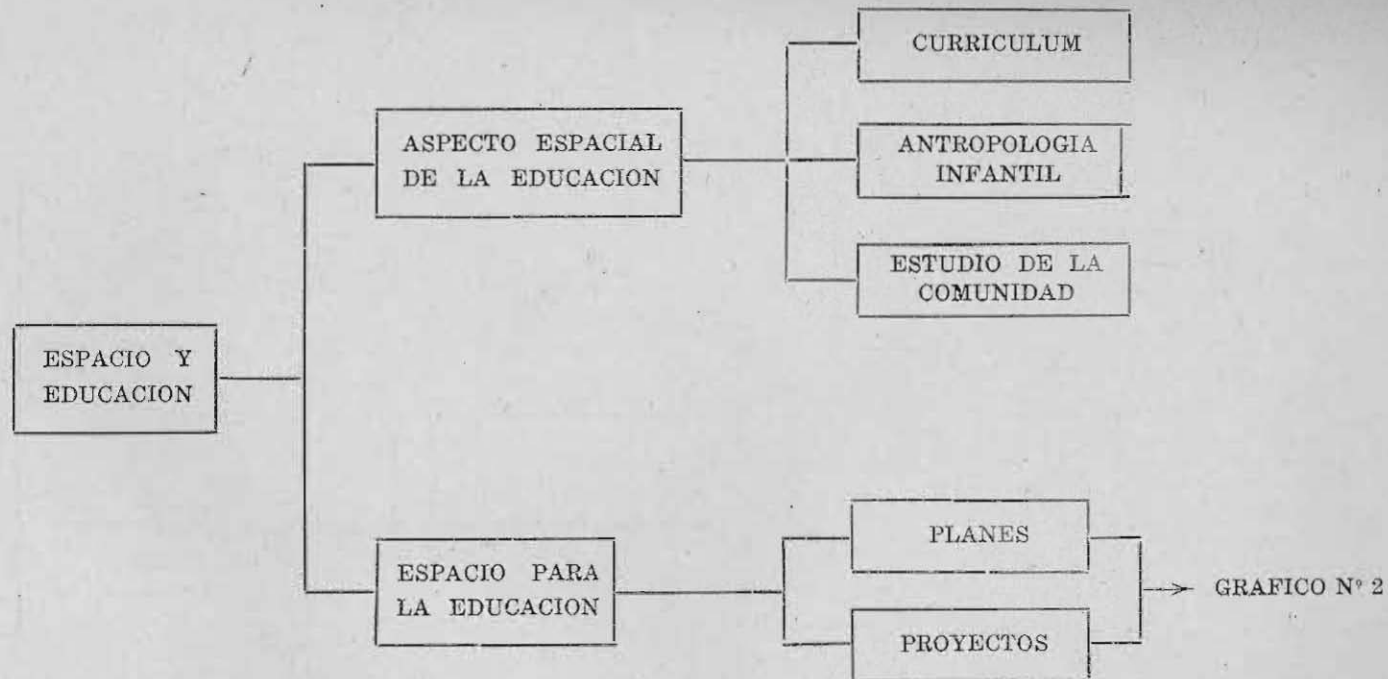 CURRICULUM
ASPECTO ESPACIAL
DE LA EDUCACION
ANTROPOLOGIA
INFANTIL
ESTUDIO DE LA
COMUNIDAD
ESPACIO Y
EDUCACION
ESPACIO PARA
LA EDUCACION
PLANES
PROYECTOS
GRAFICO Nº 2